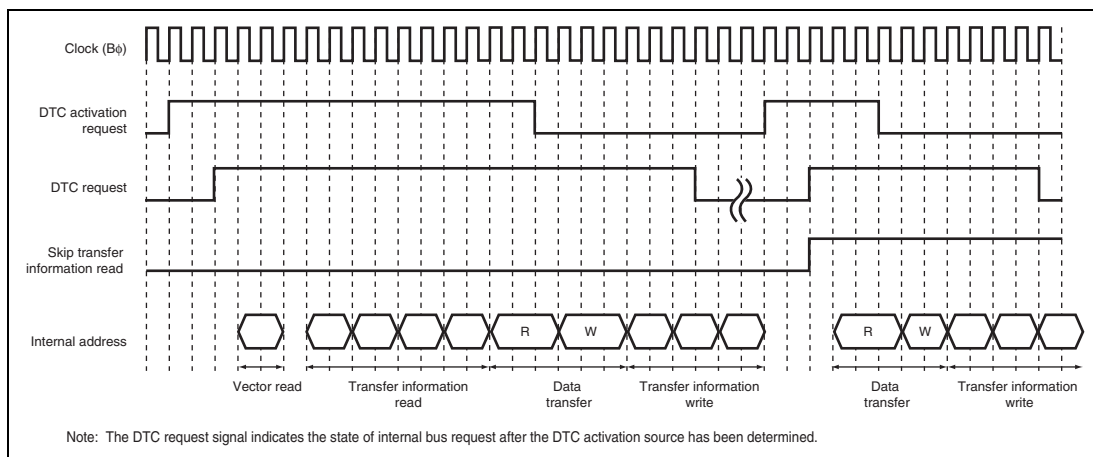 Clock (Bφ)
DTC activation
request
DTC request
Skip transfer
information read
Internal address
R
W
R
W
Vector read
Transfer information
read
Data
transfer
Transfer information
write
Data
transfer
Transfer information
write
Note: The DTC request signal indicates the state of internal bus request after the DTC activation source has been determined.